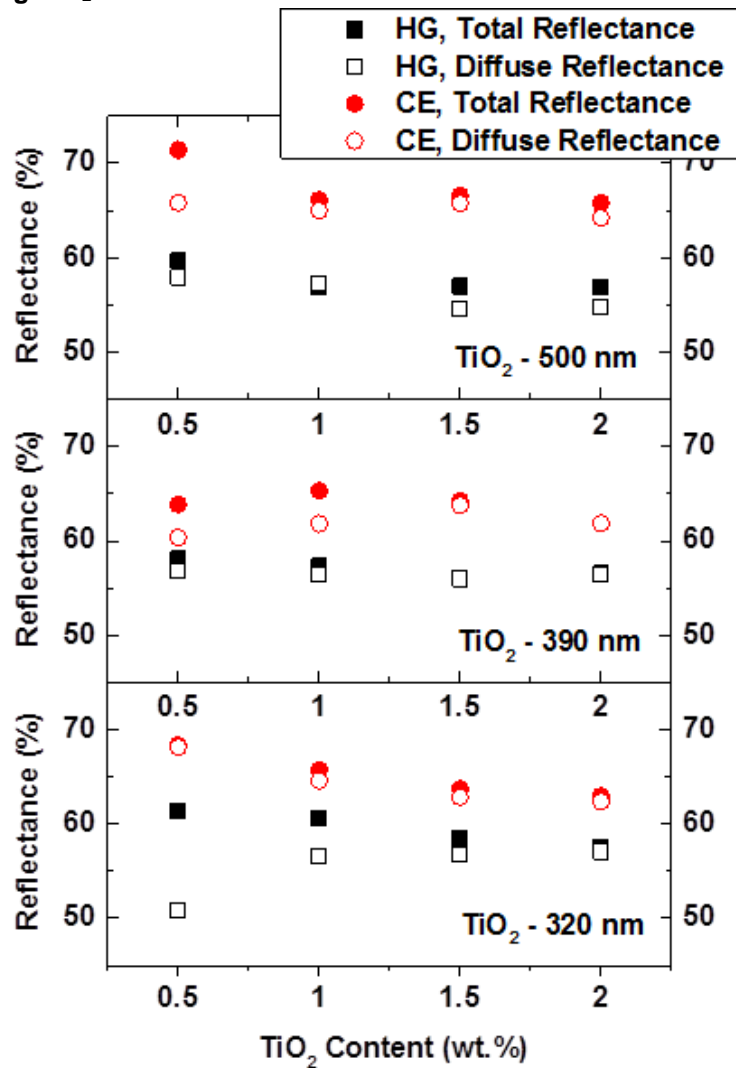 HG, Total Reflectance
HG, Diffuse Reflectance
CE, Total Reflectance
CE, Diffuse Reflectance
Reflectance (%)
70
60
50
70
60
50
TiO2 - 500 nm
0.5 1 1.5 2
Reflectance (%)
70
60
50
70
60
50
TiO2 - 390 nm
0.5 1 1.5 2
Reflectance (%)
70
60
50
70
60
50
TiO2 - 320 nm
0.5 1 1.5 2
TiO2 Content (wt.%)